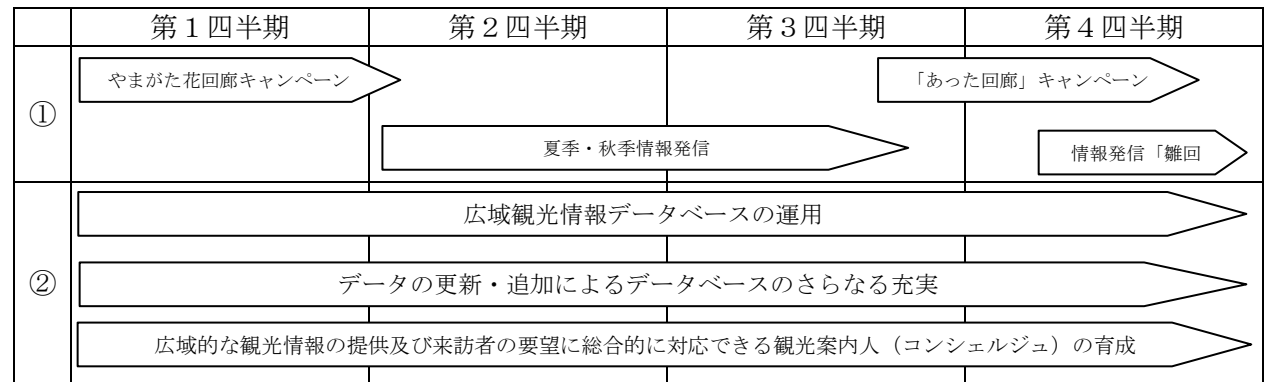 第１四半期
第２四半期
第３四半期
第４四半期
①
やまがた花回廊キャンペーン
「あった回廊」キャンペーン
夏季・秋季情報発信
情報発信「雛回
②
広域観光情報データベースの運用
データの更新・追加によるデータベースのさらなる充実
広域的な観光情報の提供及び来訪者の要望に総合的に対応できる観光案内人（コンシェルジュ）の育成